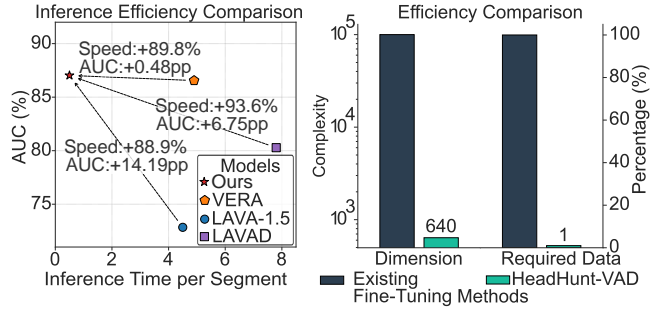 Inference Efficiency Comparison
AUC (%)
90
85
80
75
Speed:+89.8%
AUC:+0.48pp
Speed:+93.6%
AUC:+6.75pp
Speed:+88.9%
AUC:+14.19pp
Models
Ours
VERA
LAVA-1.5
LAVAD
0 2 4 6 8
Inference Time per Segment
Efficiency Comparison
Complexity
10^5
10^4
10^3
640
1
100
80
60
40
20
0
Percentage (%)
Dimension Required Data
Existing
Fine-Tuning Methods
HeadHunt-VAD